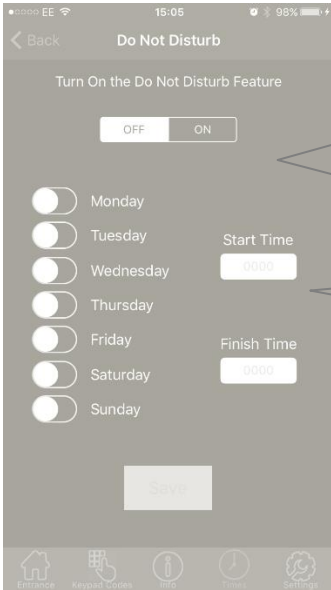 EE 15:05 98%
Back Do Not Disturb
Turn On the Do Not Disturb Feature
OFF ON
Monday
Tuesday
Wednesday
Thursday
Friday
Saturday
Sunday
Start Time
0000
Finish Time
0000
Save
Entrance Keypad Codes Info Times Settings